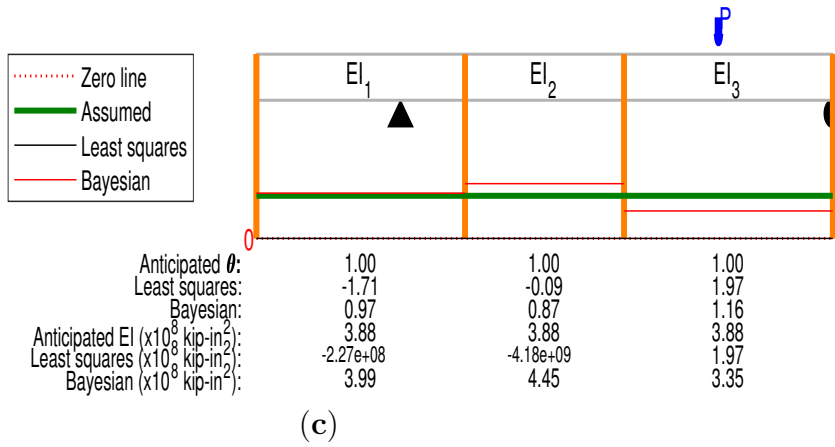 P
EI1 EI2 EI3
Zero line
Assumed
Least squares
Bayesian
0
Anticipated θ: 1.00 1.00 1.00
Least squares: -1.71 -0.09 1.97
Bayesian: 0.97 0.87 1.16
Anticipated EI (x10^8 kip-in^2): 3.88 3.88 3.88
Least squares (x10^8 kip-in^2): -2.27e+08 -4.18e+09 1.97
Bayesian (x10^8 kip-in^2): 3.99 4.45 3.35
(c)